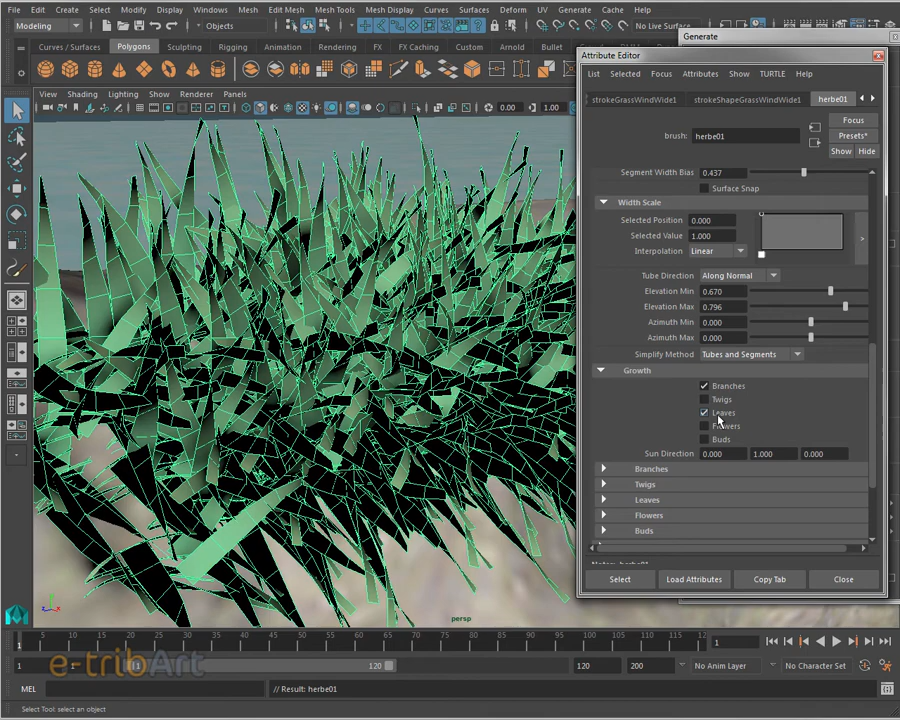 File Edit Create Select Modify Display Windows Mesh Edit Mesh Mesh Tools Mesh Display Curves Surfaces Deform UV Generate Cache
Generate
Modeling Objects No Live Surface
Curves / Surfaces Polygons Sculpting Rigging Animation Rendering FX FX Caching Custom Arnold Bullet
View Shading Lighting Show Renderer Panels
0.00 1.00
Attribute Editor
List Selected Focus Attributes Show TURTLE Help
strokeGrassWindWide1 strokeShapeGrassWindWide1 herbe01
Focus
brush: herbe01 Presets*
Show Hide
Segment Width Bias 0.437
Surface Snap
Width Scale
Selected Position 0.000
Selected Value 1.000
Interpolation Linear
>
Tube Direction Along Normal
Elevation Min 0.670
Elevation Max 0.796
Azimuth Min 0.000
Azimuth Max 0.000
Simplify Method Tubes and Segments
Growth
Branches
Twigs
Leaves
Flowers
Buds
Sun Direction 0.000 1.000 0.000
Branches
Twigs
Leaves
Flowers
Buds
Select Load Attributes Copy Tab Close
persp
5 10 15 20 25 30 35 40 45 50 55 60 65 70 75 80 85 90 95 100 105 110 115 12
1
1 1 1 120 120 200 No Anim Layer No Character Set
e-tribArt
MEL // Result: herbe01
Select Tool: select an object